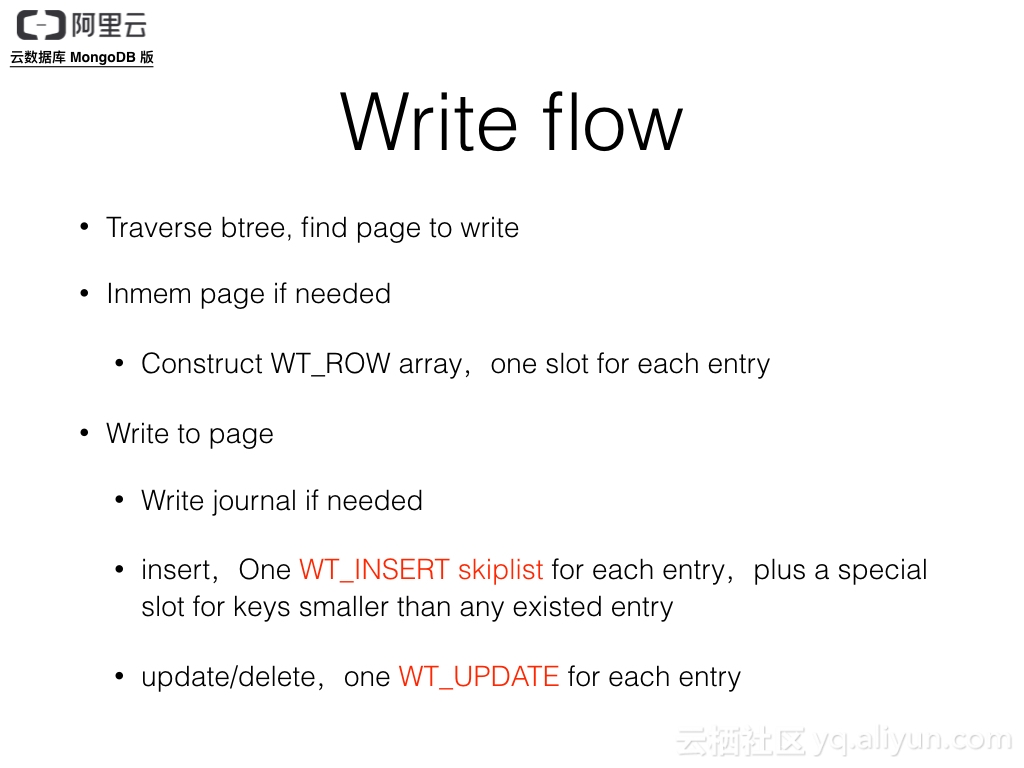 阿里云
云数据库 MongoDB 版
Write flow
• Traverse btree, find page to write
• Inmem page if needed
• Construct WT_ROW array，one slot for each entry
• Write to page
• Write journal if needed
• insert，One WT_INSERT skiplist for each entry，plus a special
slot for keys smaller than any existed entry
• update/delete，one WT_UPDATE for each entry
云栖社区 yq.aliyun.com